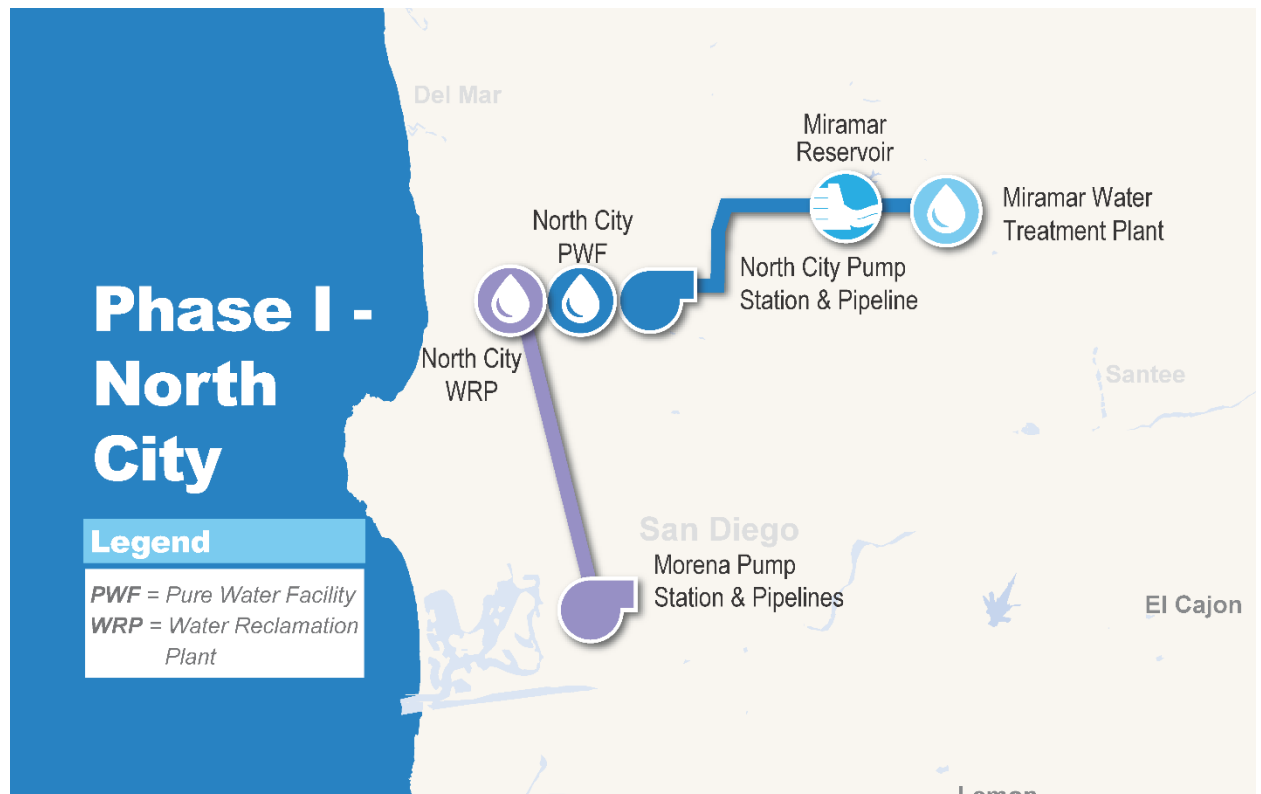 Del Mar
Miramar
Reservoir
Miramar Water
Treatment Plant
North City
PWF
North City Pump
Station & Pipeline
Phase I -
North
City
North City
WRP
Santee
Legend
PWF = Pure Water Facility
WRP = Water Reclamation
Plant
San Diego
Morena Pump
Station & Pipelines
El Cajon